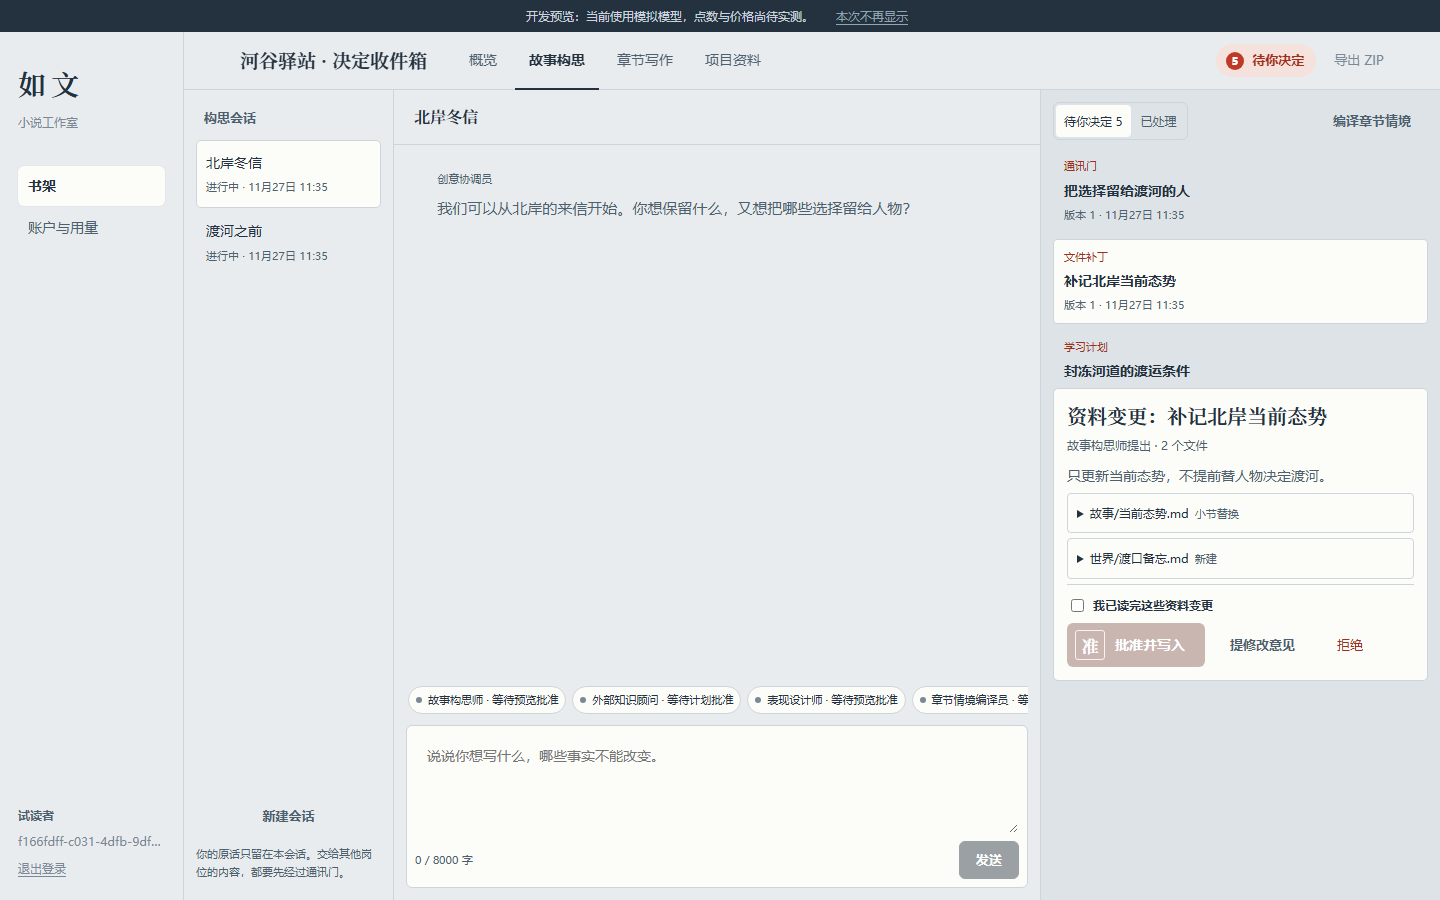 开发预览：当前使用模拟模型，点数与价格尚待实测。 本次不再显示
如文
小说工作室
书架
账户与用量
试读者
f166fdff-c031-4dfb-9df...
退出登录
河谷驿站 · 决定收件箱
概览 故事构思 章节写作 项目资料
5 待你决定 导出 ZIP
构思会话
北岸冬信
进行中 · 11月27日 11:35
渡河之前
进行中 · 11月27日 11:35
新建会话
你的原话只留在本会话。交给其他岗
位的内容，都要先经过通讯门。
北岸冬信
创意协调员
我们可以从北岸的来信开始。你想保留什么，又想把哪些选择留给人物？
故事构思师 · 等待预览批准 外部知识顾问 · 等待计划批准 表现设计师 · 等待预览批准 章节情境编译员 · 等
说说你想写什么，哪些事实不能改变。
0 / 8000 字
发送
待你决定 5 已处理 编译章节情境
通讯门
把选择留给渡河的人
版本 1 · 11月27日 11:35
文件补丁
补记北岸当前态势
版本 1 · 11月27日 11:35
学习计划
封冻河道的渡运条件
资料变更：补记北岸当前态势
故事构思师提出 · 2 个文件
只更新当前态势，不提前替人物决定渡河。
故事/当前态势.md 小节替换
世界/渡口备忘.md 新建
我已读完这些资料变更
准 批准并写入 提修改意见 拒绝